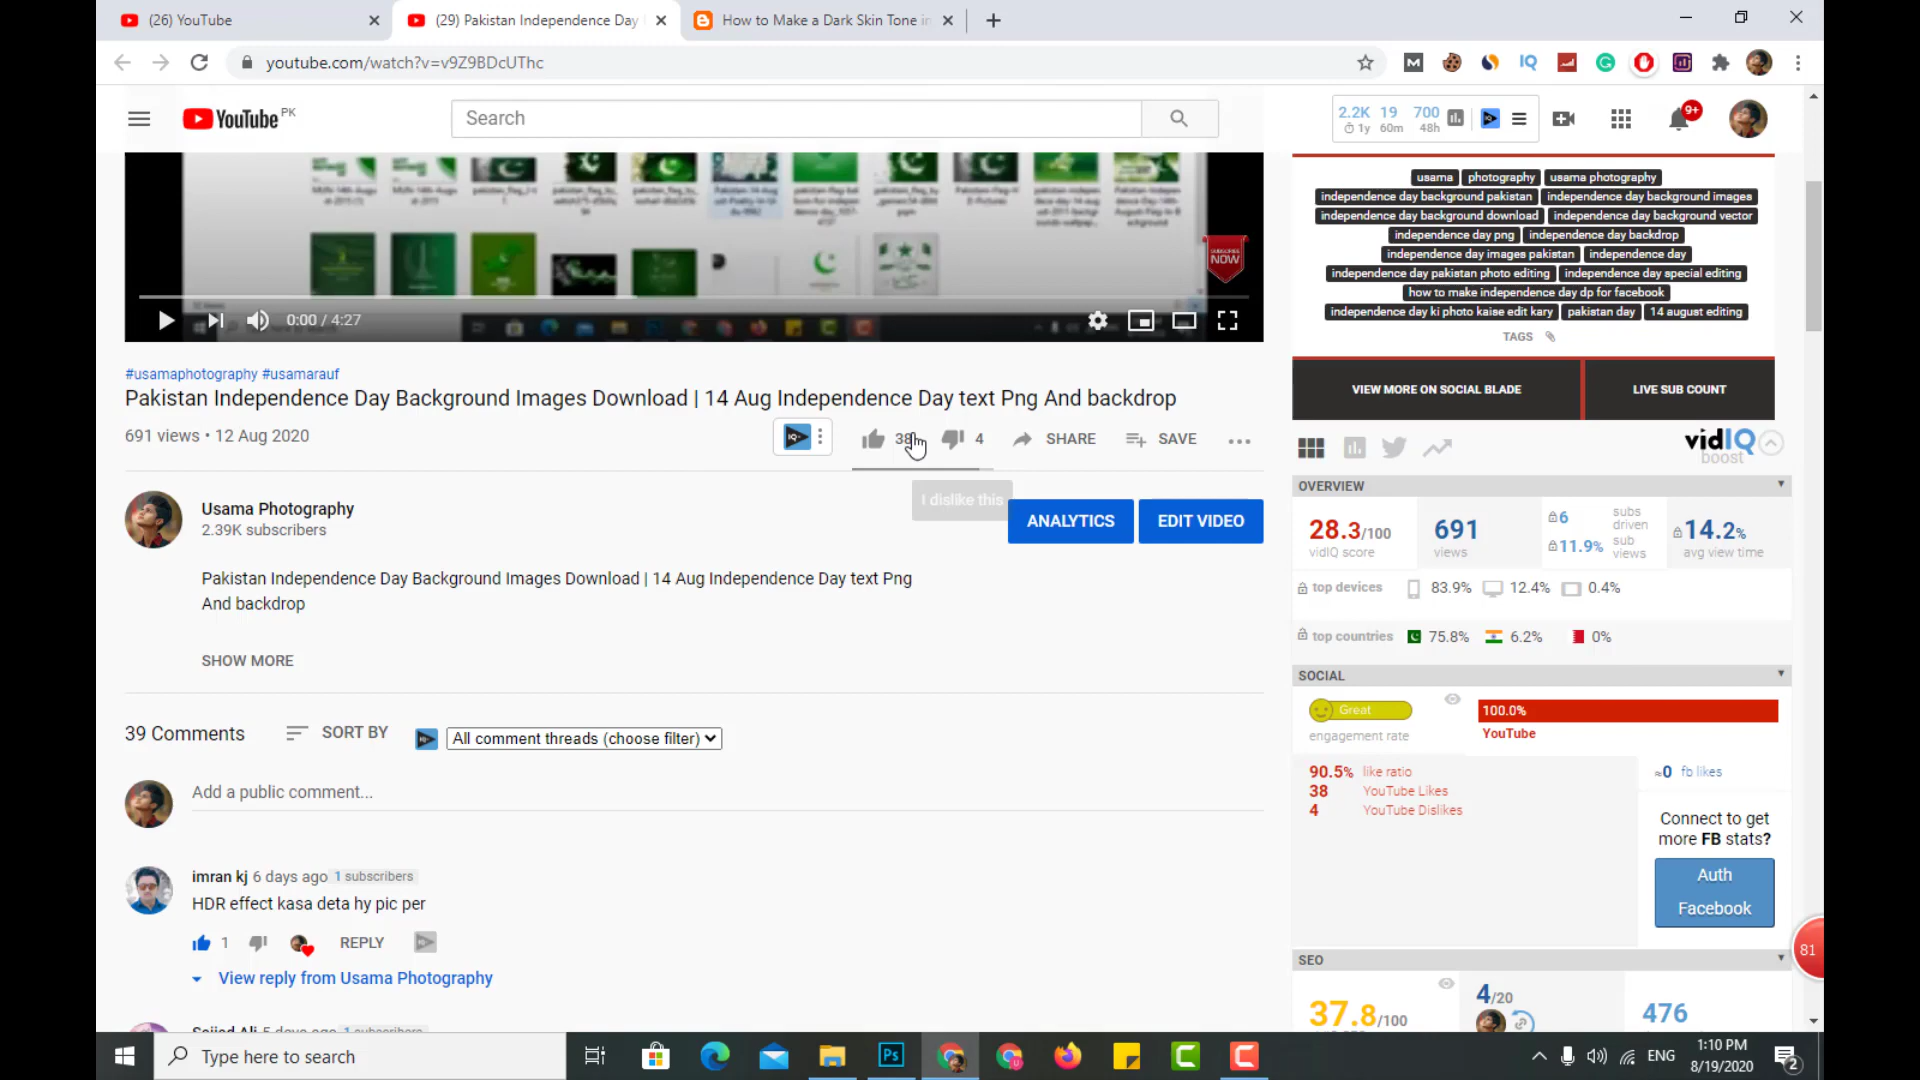 (26) YouTube
(29) Pakistan Independence Day
How to Make a Dark Skin Tone in
youtube.com/watch?v=v9Z9BDcUThc
YouTube PK
Search
2.2K 19 700
1y 60m 48h
9+
usama photography usama photography
independence day background pakistan independence day background images
independence day background download independence day background vector
independence day png independence day backdrop
independence day images pakistan independence day
independence day pakistan photo editing independence day special editing
how to make independence day dp for facebook
independence day ki photo kaise edit kary pakistan day 14 august editing
TAGS
VIEW MORE ON SOCIAL BLADE LIVE SUB COUNT
SUBSCRIBE
NOW
0:00 / 4:27
#usamaphotography #usamarauf
Pakistan Independence Day Background Images Download | 14 Aug Independence Day text Png And backdrop
691 views • 12 Aug 2020
IQ 38 4 SHARE SAVE
I dislike this
Usama Photography
2.39K subscribers
ANALYTICS EDIT VIDEO
Pakistan Independence Day Background Images Download | 14 Aug Independence Day text Png
And backdrop
SHOW MORE
39 Comments SORT BY All comment threads (choose filter)
Add a public comment...
imran kj 6 days ago 1 subscribers
HDR effect kasa deta hy pic per
1 REPLY
View reply from Usama Photography
Sajjad Ali 5 days ago 1 subscribers
vidIQ
boost
OVERVIEW
28.3/100
vidIQ score
691
views
6 subs driven
11.9% sub views
14.2%
avg view time
top devices 83.9% 12.4% 0.4%
top countries 75.8% 6.2% 0%
SOCIAL
Great
engagement rate
100.0%
YouTube
90.5% like ratio
38 YouTube Likes
4 YouTube Dislikes
≈0 fb likes
Connect to get
more FB stats?
Auth
Facebook
81
SEO
37.8/100
4/20
476
Type here to search
Ps
ENG
1:10 PM
8/19/2020
2